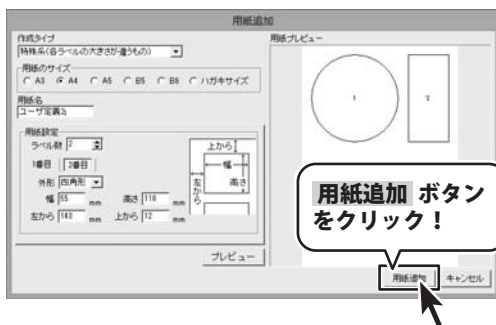 用紙追加
作成タイプ
特殊系(各ラベルの大きさが違うもの)
用紙のサイズ
A3 A4 A5 B5 B6 ハガキサイズ
用紙名
ユーザ定義2
用紙設定
ラベル数 2
1番目 2番目
外形 四角形
幅 55 mm 高さ 118 mm
左から 143 mm 上から 12 mm
上から
幅
左から
高さ
プレビュー
用紙プレビュー
1
2
用紙追加 ボタン
をクリック！
用紙追加 キャンセル